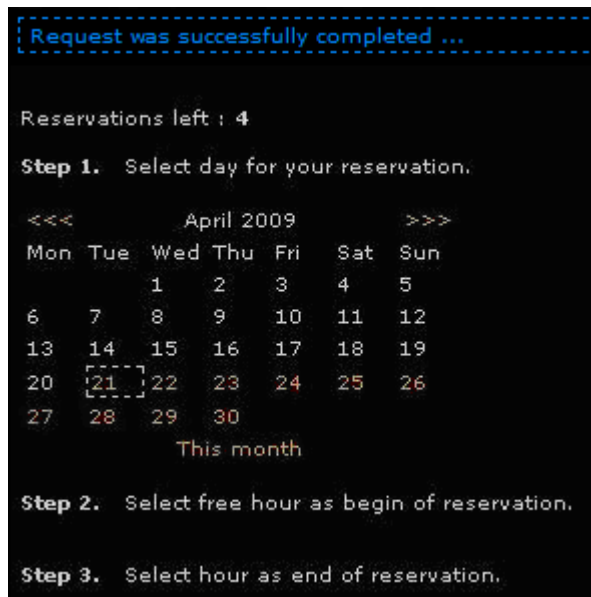 Request was successfully completed ...
Reservations left : 4
Step 1. Select day for your reservation.
<<< April 2009 >>>
Mon Tue Wed Thu Fri Sat Sun
1 2 3 4 5
6 7 8 9 10 11 12
13 14 15 16 17 18 19
20 21 22 23 24 25 26
27 28 29 30
This month
Step 2. Select free hour as begin of reservation.
Step 3. Select hour as end of reservation.